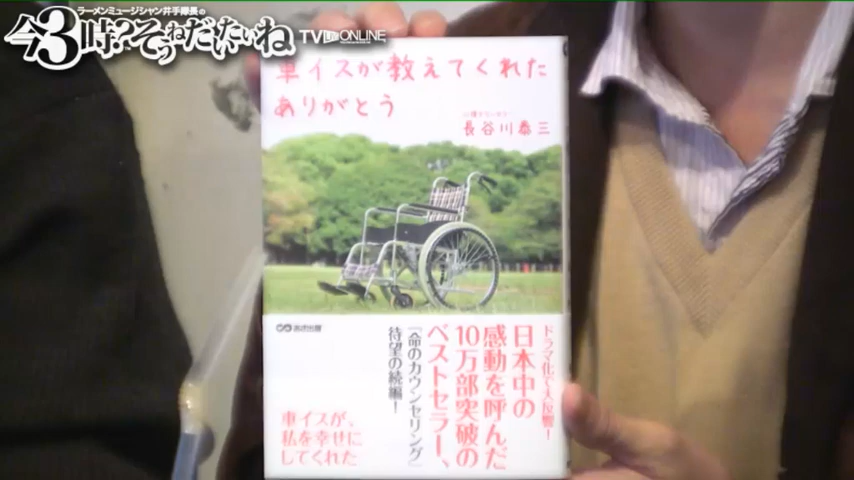 ラーメンミュージシャン井手隊長の
今3時?そうねだいたいね
TV
ONLINE
車イスが教えてくれた
ありがとう
長谷川泰三
あさ出版
ドラマ化で大反響!
日本中の
感動を呼んだ
10万部突破の
ベストセラー、
「命のカウンセリング」
待望の続編!
車イスが、
私を幸せに
してくれた